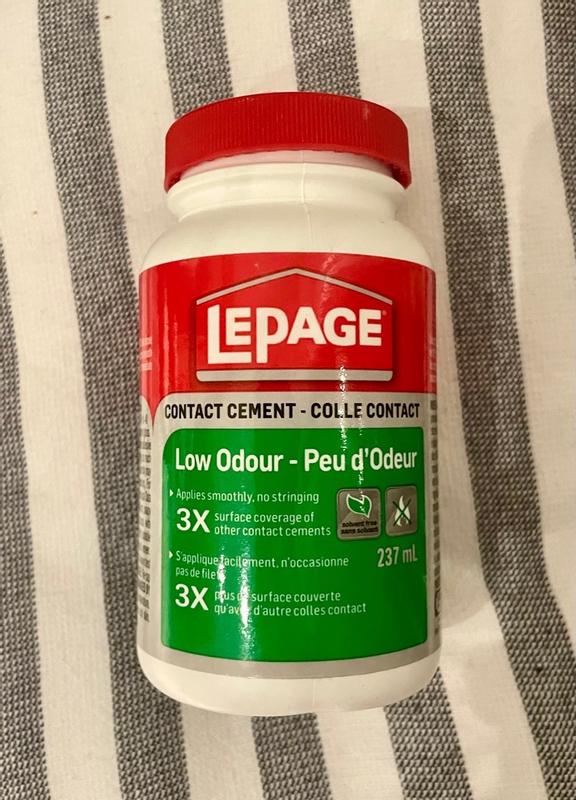 LEPAGE®
CONTACT CEMENT - COLLE CONTACT
Low Odour - Peu d'Odeur
Applies smoothly, no stringing
3X surface coverage of
other contact cements
solvent free
sans solvant
237 mL
S'applique facilement, n'occasionne
pas de filet
3X plus de surface couverte
qu'avec d'autre colles contact